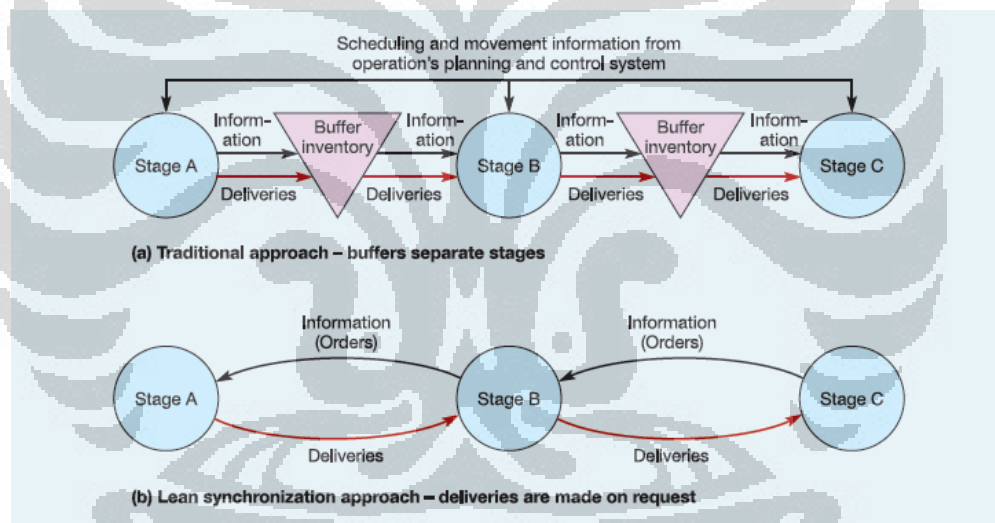 Scheduling and movement information from
operation's planning and control system
Stage A
Inform-
ation
Deliveries
Buffer
inventory
Inform-
ation
Deliveries
Stage B
Inform-
ation
Deliveries
Buffer
inventory
Inform-
ation
Deliveries
Stage C
(a) Traditional approach – buffers separate stages
Information
(Orders)
Information
(Orders)
Stage A
Stage B
Stage C
Deliveries
Deliveries
(b) Lean synchronization approach – deliveries are made on request